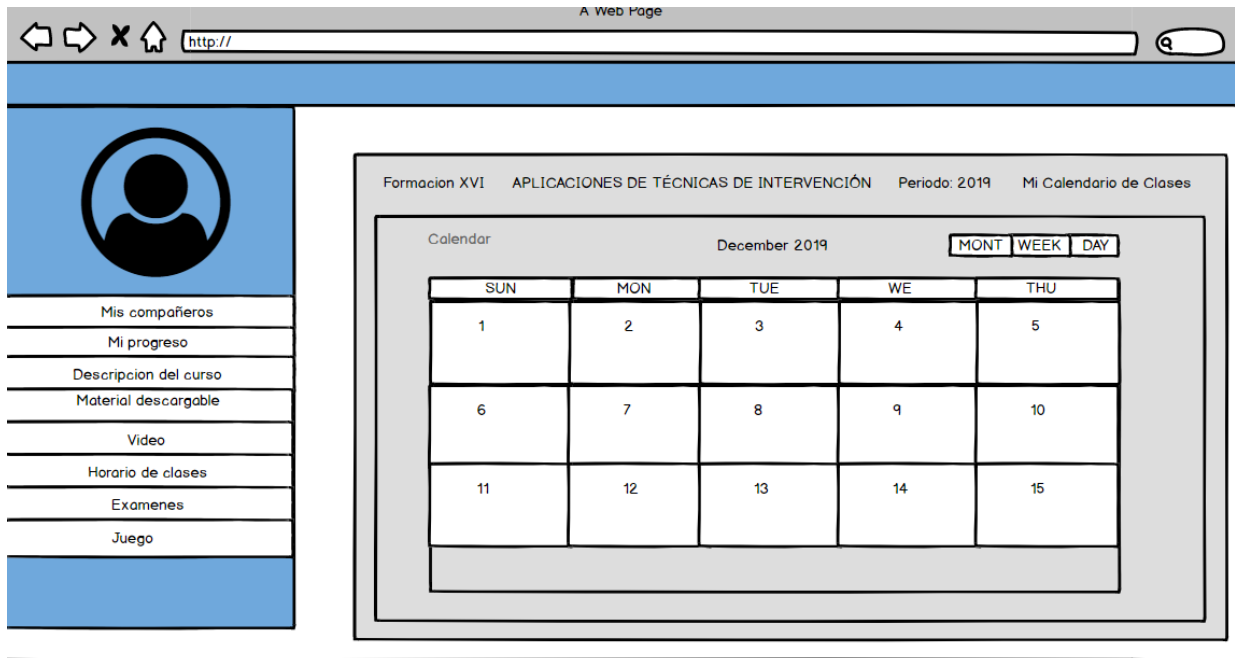 A Web Page
http://
Mis compañeros
Mi progreso
Descripcion del curso
Material descargable
Video
Horario de clases
Examenes
Juego
Formacion XVI APLICACIONES DE TÉCNICAS DE INTERVENCIÓN Periodo: 2019 Mi Calendario de Clases
Calendar December 2019 MONT WEEK DAY
SUN MON TUE WE THU
1 2 3 4 5
6 7 8 9 10
11 12 13 14 15